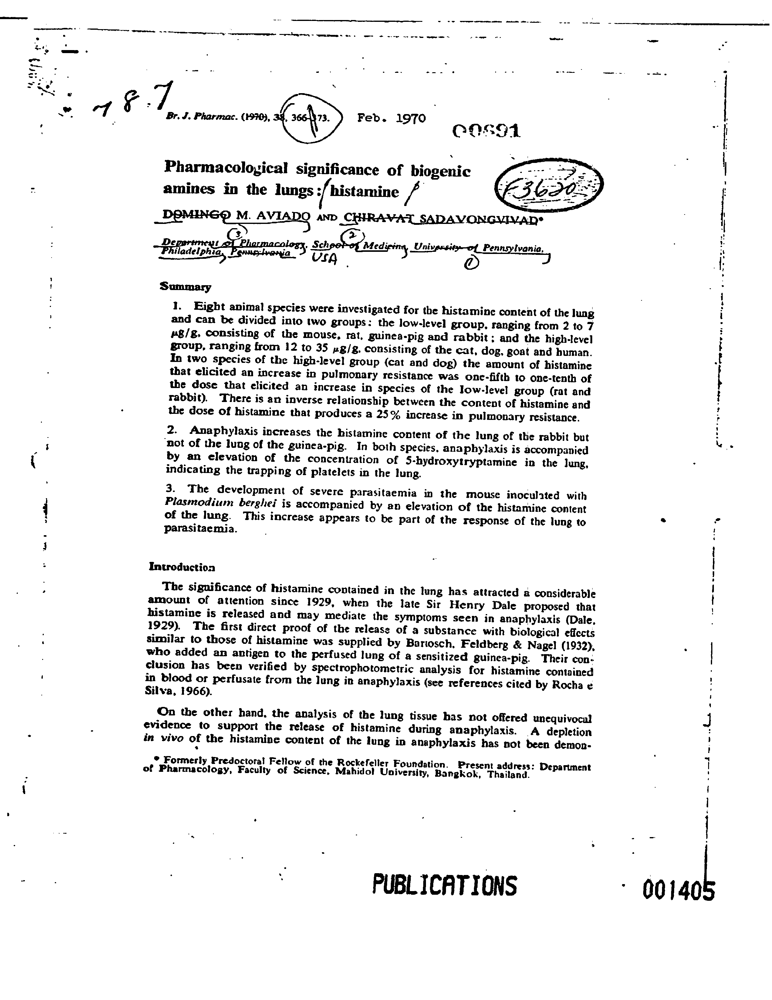 78.7
Br. J. Pharmac. (1970), 38, 366-373.
Feb. 1970
00691
Pharmacological significance of biogenic
amines in the lungs: histamine
F3620
DOMINGO M. AVIADO AND CHIRAVAT SADAVONGVIVAD*
(3) (2)
Department of Pharmacology, School of Medicine, University of Pennsylvania,
Philadelphia, Pennsylvania USA (1)
Summary
1. Eight animal species were investigated for the histamine content of the lung
and can be divided into two groups: the low-level group, ranging from 2 to 7
µg/g, consisting of the mouse, rat, guinea-pig and rabbit; and the high-level
group, ranging from 12 to 35 µg/g, consisting of the cat, dog, goat and human.
In two species of the high-level group (cat and dog) the amount of histamine
that elicited an increase in pulmonary resistance was one-fifth to one-tenth of
the dose that elicited an increase in species of the low-level group (rat and
rabbit). There is an inverse relationship between the content of histamine and
the dose of histamine that produces a 25% increase in pulmonary resistance.
2. Anaphylaxis increases the histamine content of the lung of the rabbit but
not of the lung of the guinea-pig. In both species, anaphylaxis is accompanied
by an elevation of the concentration of 5-hydroxytryptamine in the lung,
indicating the trapping of platelets in the lung.
3. The development of severe parasitaemia in the mouse inoculated with
Plasmodium berghei is accompanied by an elevation of the histamine content
of the lung. This increase appears to be part of the response of the lung to
parasitaemia.
Introduction
The significance of histamine contained in the lung has attracted a considerable
amount of attention since 1929, when the late Sir Henry Dale proposed that
histamine is released and may mediate the symptoms seen in anaphylaxis (Dale,
1929). The first direct proof of the release of a substance with biological effects
similar to those of histamine was supplied by Bartosch, Feldberg & Nagel (1932),
who added an antigen to the perfused lung of a sensitized guinea-pig. Their con-
clusion has been verified by spectrophotometric analysis for histamine contained
in blood or perfusate from the lung in anaphylaxis (see references cited by Rocha e
Silva, 1966).
On the other hand, the analysis of the lung tissue has not offered unequivocal
evidence to support the release of histamine during anaphylaxis. A depletion
in vivo of the histamine content of the lung in anaphylaxis has not been demon-
* Formerly Predoctoral Fellow of the Rockefeller Foundation. Present address: Department
of Pharmacology, Faculty of Science, Mahidol University, Bangkok, Thailand.
PUBLICATIONS
001405